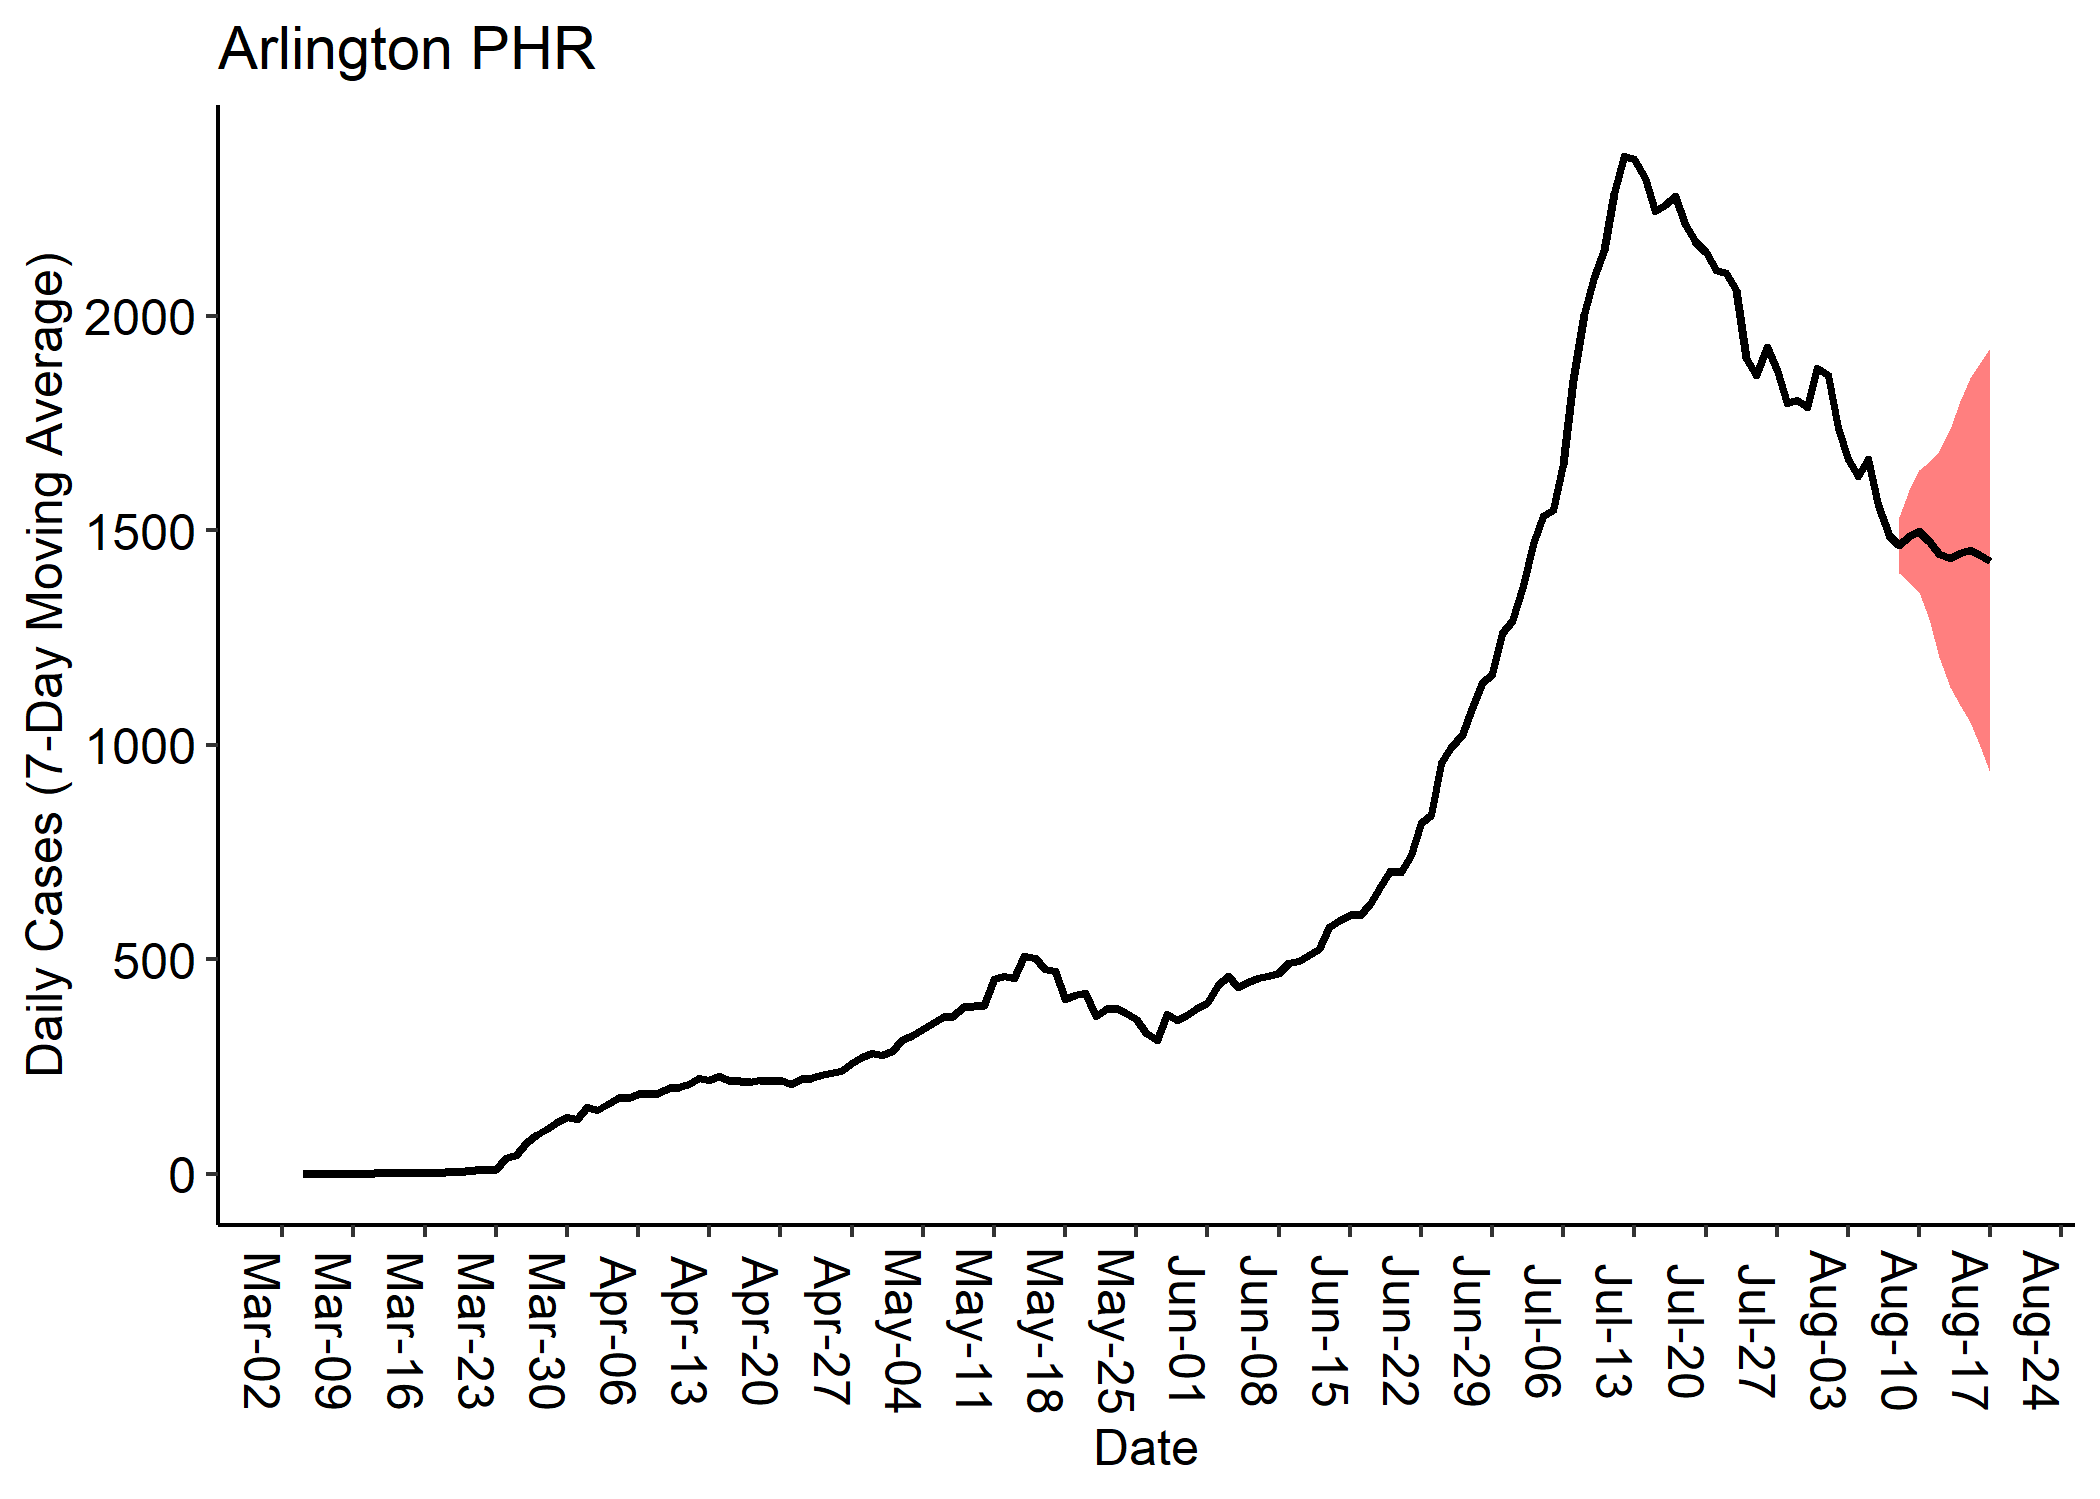 Arlington PHR
Daily Cases (7-Day Moving Average)
2000
1500
1000
500
0
Mar-02
Mar-09
Mar-16
Mar-23
Mar-30
Apr-06
Apr-13
Apr-20
Apr-27
May-04
May-11
May-18
May-25
Jun-01
Jun-08
Jun-15
Jun-22
Jun-29
Jul-06
Jul-13
Jul-20
Jul-27
Aug-03
Aug-10
Aug-17
Aug-24
Date